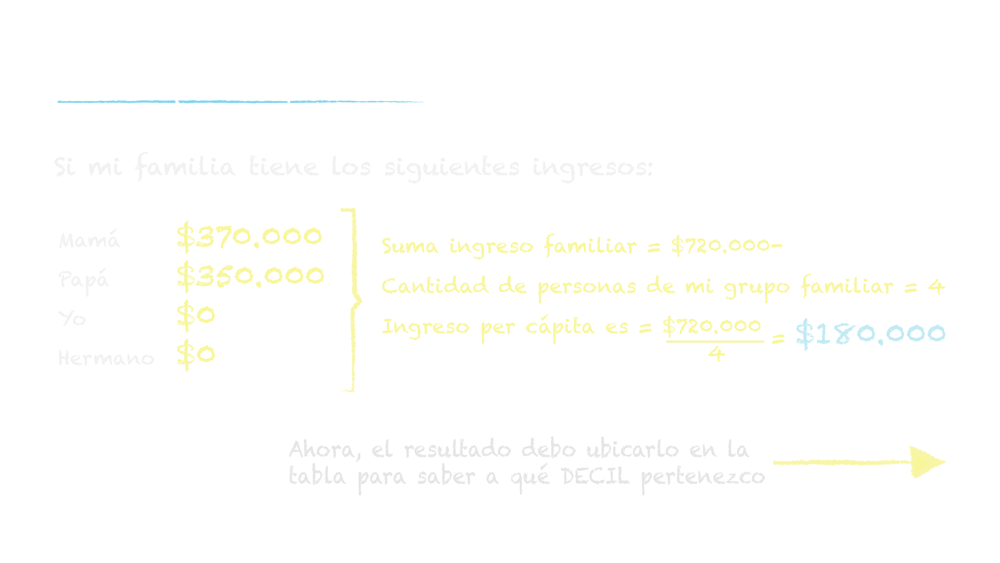 Si mi familia tiene los siguientes ingresos:
Mamá $370.000
Papá $350.000
Yo $0
Hermano $0
Suma ingreso familiar = $720.000-
Cantidad de personas de mi grupo familiar = 4
Ingreso per cápita es = $720.000
4
= $180.000
Ahora, el resultado debo ubicarlo en la
tabla para saber a qué DECIL pertenezco